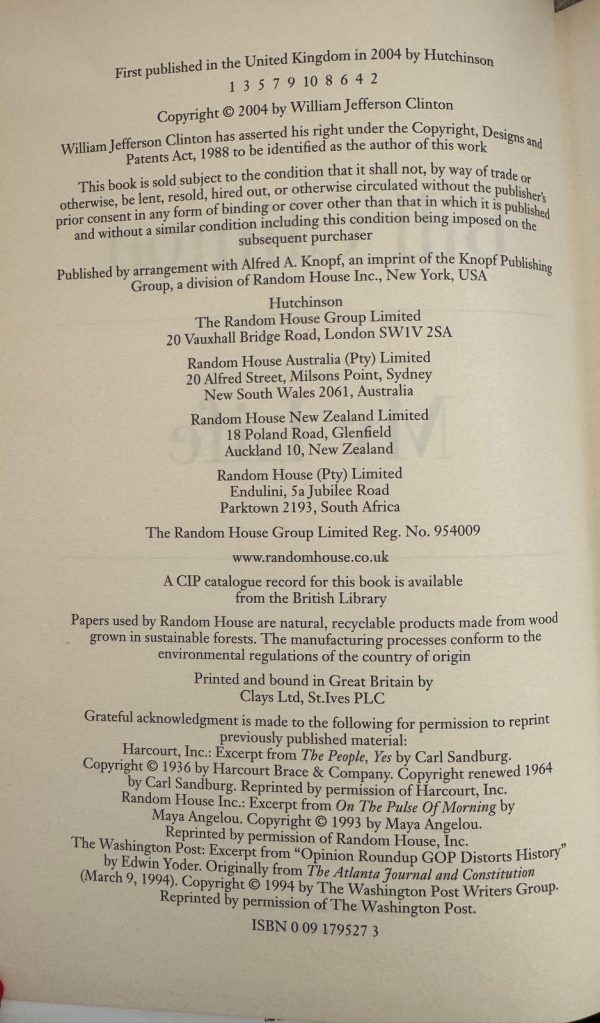 First published in the United Kingdom in 2004 by Hutchinson
1 3 5 7 9 10 8 6 4 2
Copyright © 2004 by William Jefferson Clinton
William Jefferson Clinton has asserted his right under the Copyright, Designs and
Patents Act, 1988 to be identified as the author of this work
This book is sold subject to the condition that it shall not, by way of trade or
otherwise, be lent, resold, hired out, or otherwise circulated without the publisher's
prior consent in any form of binding or cover other than that in which it is published
and without a similar condition including this condition being imposed on the
subsequent purchaser
Published by arrangement with Alfred A. Knopf, an imprint of the Knopf Publishing
Group, a division of Random House Inc., New York, USA
Hutchinson
The Random House Group Limited
20 Vauxhall Bridge Road, London SW1V 2SA
Random House Australia (Pty) Limited
20 Alfred Street, Milsons Point, Sydney
New South Wales 2061, Australia
Random House New Zealand Limited
18 Poland Road, Glenfield
Auckland 10, New Zealand
Random House (Pty) Limited
Endulini, 5a Jubilee Road
Parktown 2193, South Africa
The Random House Group Limited Reg. No. 954009
www.randomhouse.co.uk
A CIP catalogue record for this book is available
from the British Library
Papers used by Random House are natural, recyclable products made from wood
grown in sustainable forests. The manufacturing processes conform to the
environmental regulations of the country of origin
Printed and bound in Great Britain by
Clays Ltd, St.Ives PLC
Grateful acknowledgment is made to the following for permission to reprint
previously published material:
Harcourt, Inc.: Excerpt from The People, Yes by Carl Sandburg.
Copyright © 1936 by Harcourt Brace & Company. Copyright renewed 1964
by Carl Sandburg. Reprinted by permission of Harcourt, Inc.
Random House Inc.: Excerpt from On The Pulse Of Morning by
Maya Angelou. Copyright © 1993 by Maya Angelou.
Reprinted by permission of Random House, Inc.
The Washington Post: Excerpt from "Opinion Roundup GOP Distorts History"
by Edwin Yoder. Originally from The Atlanta Journal and Constitution
(March 9, 1994). Copyright © 1994 by The Washington Post Writers Group.
Reprinted by permission of The Washington Post.
ISBN 0 09 179527 3